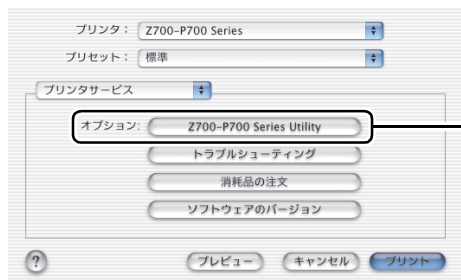 プリンタ： Z700-P700 Series
プリセット： 標準
プリンタサービス
オプション: Z700-P700 Series Utility
トラブルシューティング
消耗品の注文
ソフトウェアのバージョン
? プレビュー キャンセル プリント